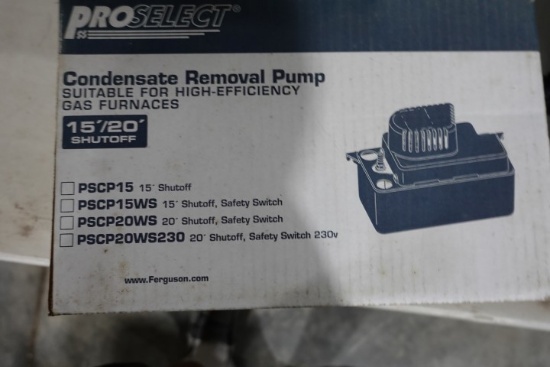 PROSELECT®
SS
Condensate Removal Pump
SUITABLE FOR HIGH-EFFICIENCY
GAS FURNACES
15'/20'
SHUTOFF
PSCP15 15' Shutoff
PSCP15WS 15' Shutoff, Safety Switch
PSCP20WS 20' Shutoff, Safety Switch
PSCP20WS230 20' Shutoff, Safety Switch 230v
www.Ferguson.com